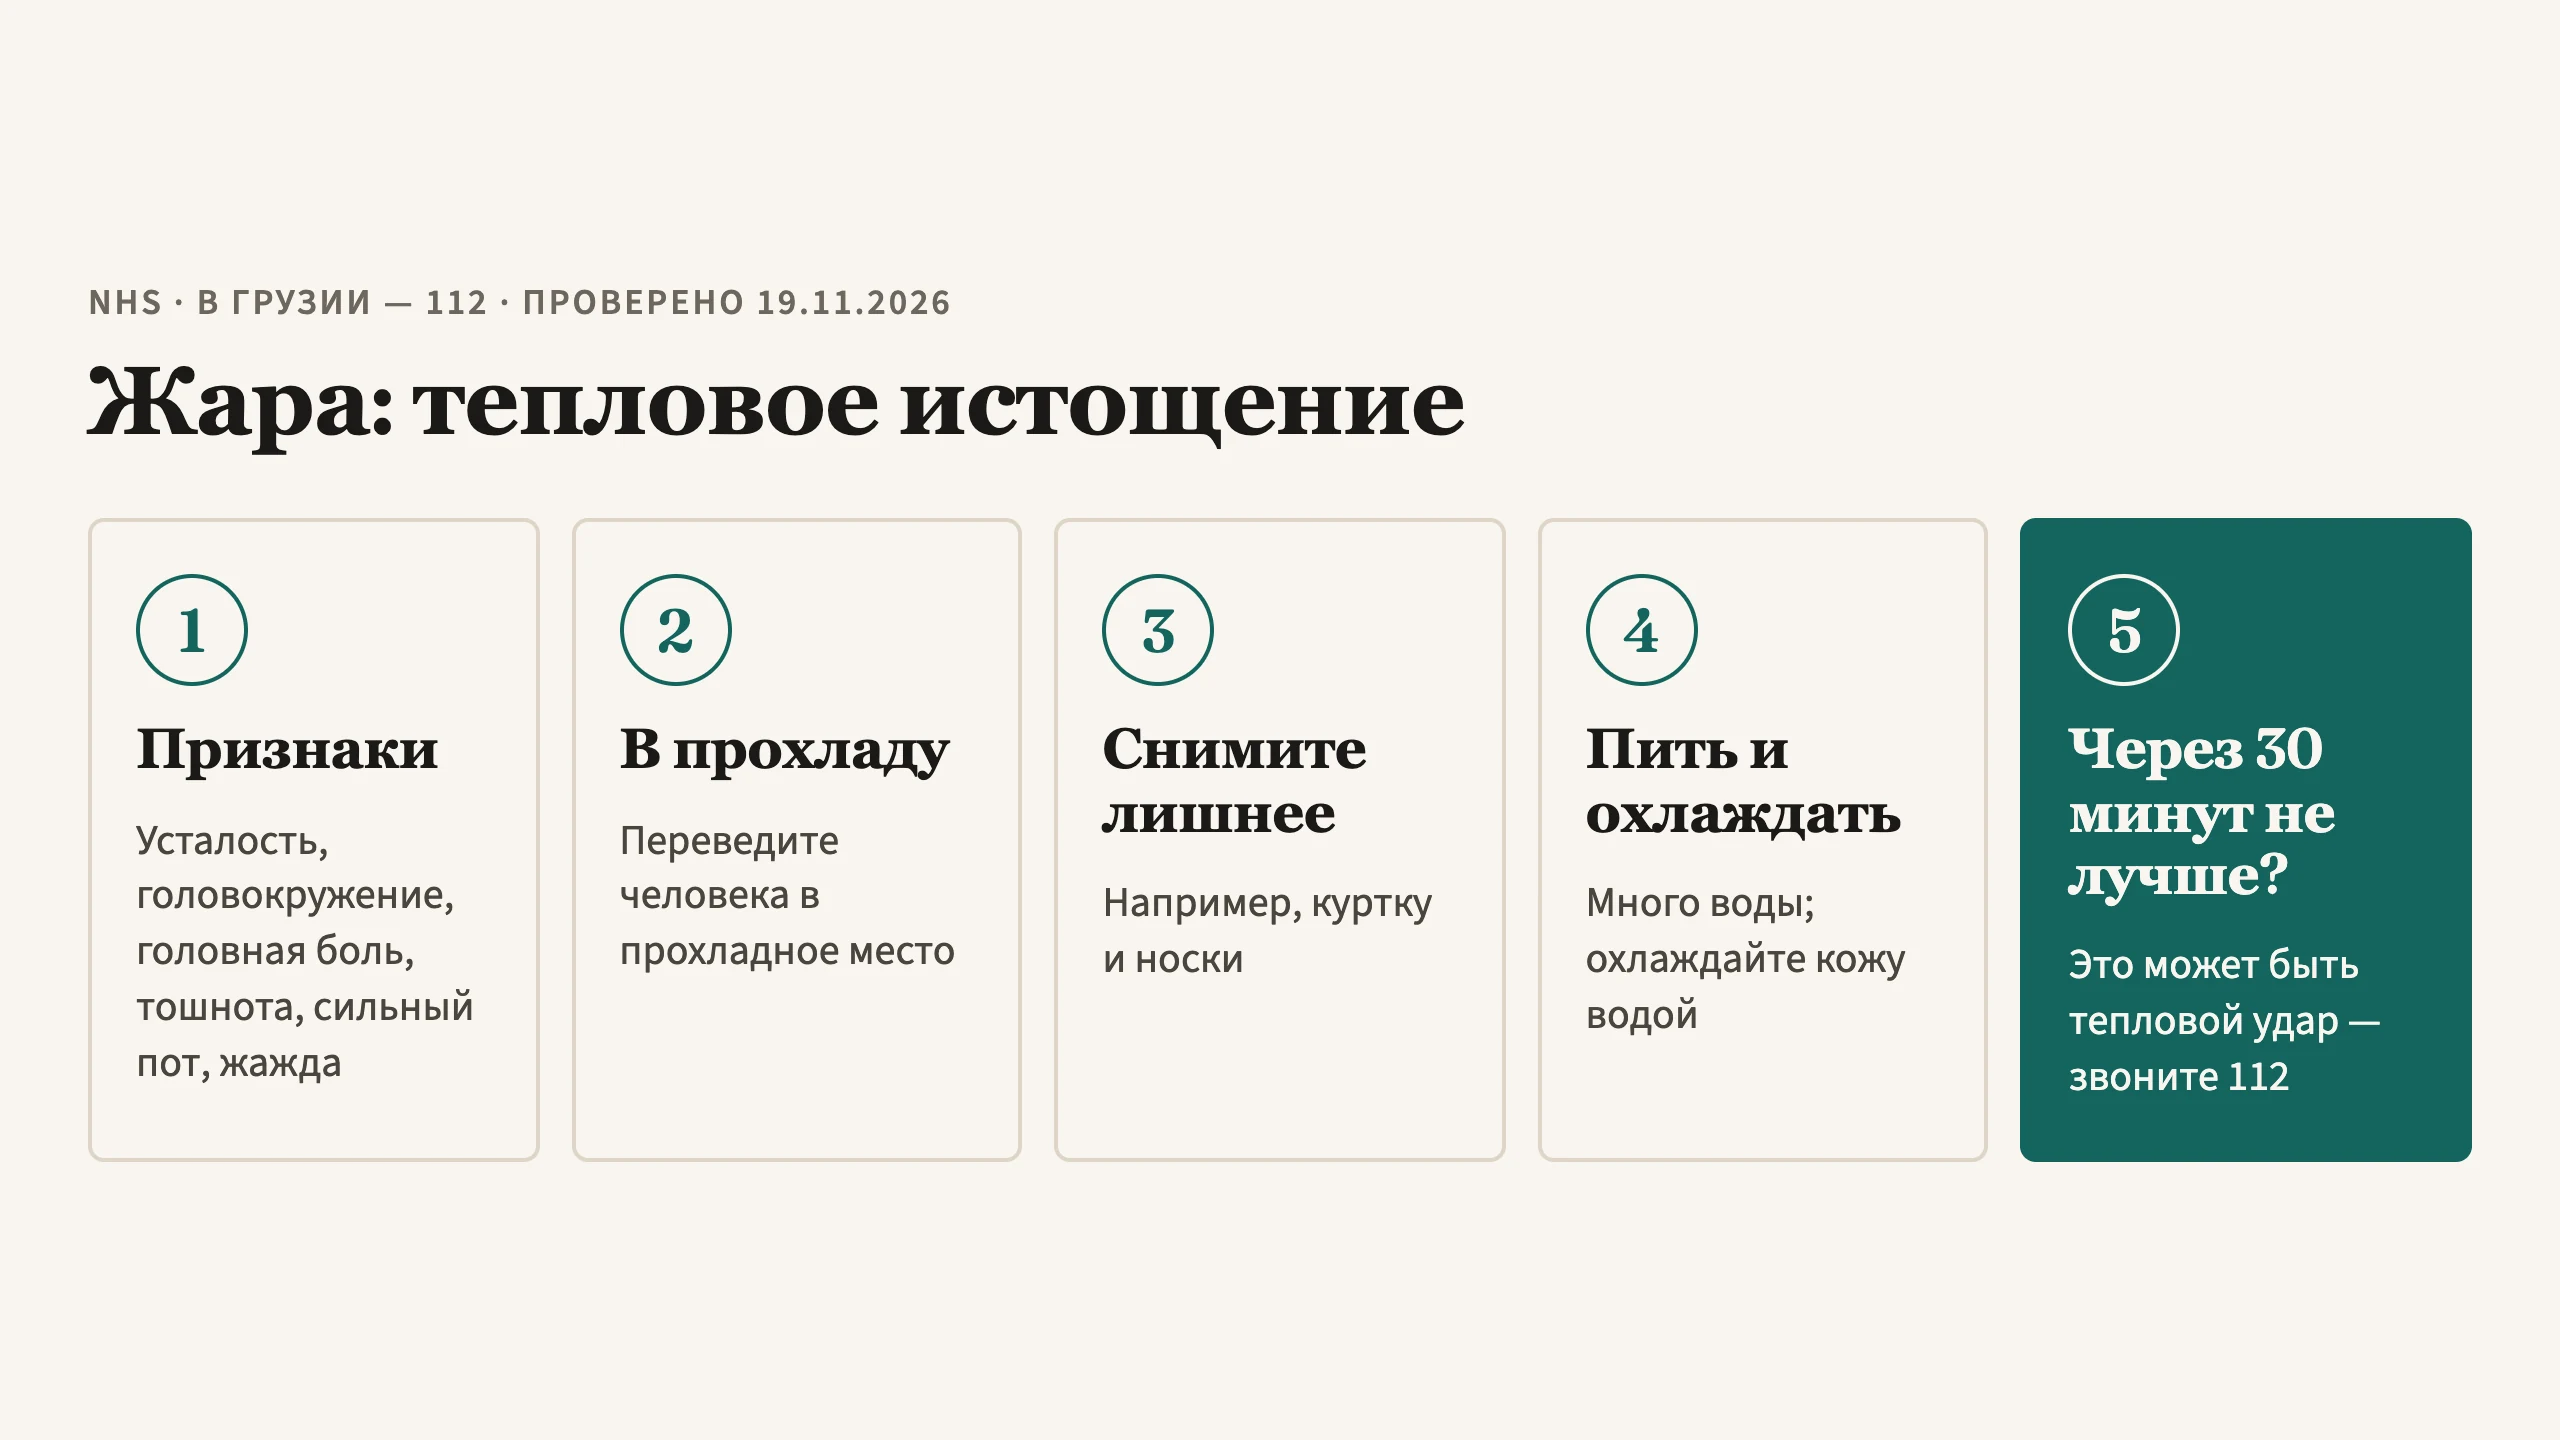 NHS · В ГРУЗИИ — 112 · ПРОВЕРЕНО 19.11.2026
Жара: тепловое истощение
1
Признаки
Усталость,
головокружение,
головная боль,
тошнота, сильный
пот, жажда
2
В прохладу
Переведите
человека в
прохладное место
3
Снимите
лишнее
Например, куртку
и носки
4
Пить и
охлаждать
Много воды;
охлаждайте кожу
водой
5
Через 30
минут не
лучше?
Это может быть
тепловой удар —
звоните 112